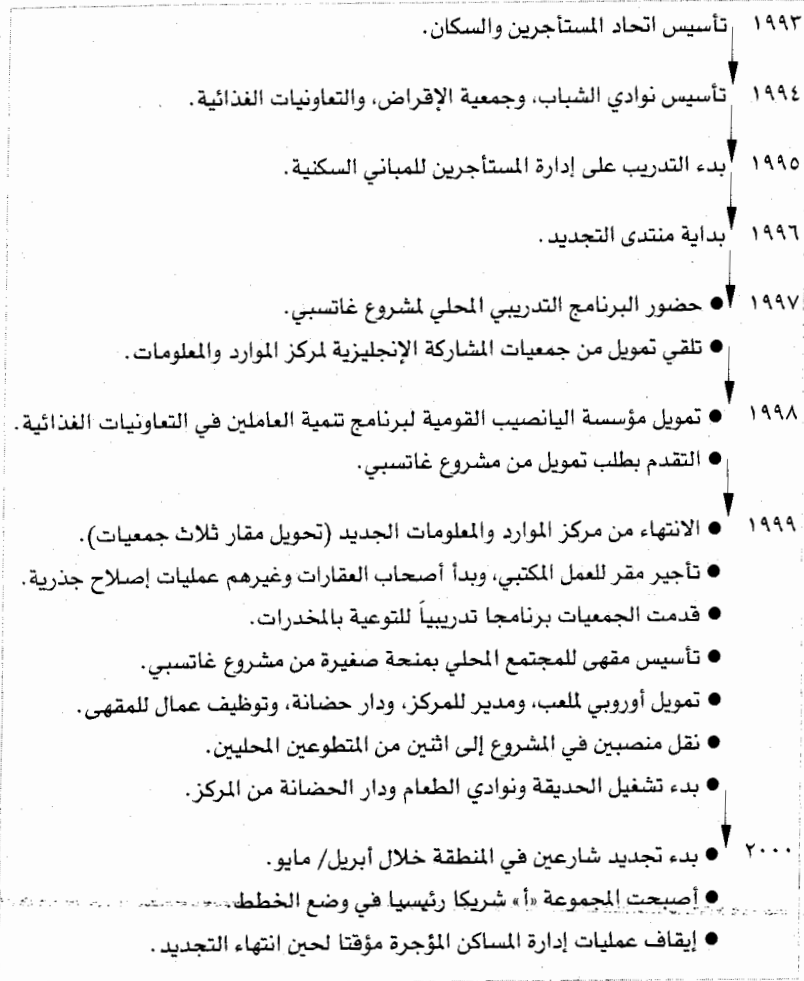 ١٩٩٣ تأسيس اتحاد المستأجرين والسكان.
١٩٩٤ تأسيس نوادي الشباب، وجمعية الإقراض، والتعاونيات الغذائية.
١٩٩٥ بدء التدريب على إدارة المستأجرين للمباني السكنية.
١٩٩٦ بداية منتدى التجديد.
١٩٩٧ ● حضور البرنامج التدريبي المحلي لمشروع غاتسبي.
● تلقي تمويل من جمعيات المشاركة الإنجليزية لمركز الموارد والمعلومات.
١٩٩٨ ● تمويل مؤسسة اليانصيب القومية لبرنامج تنمية العاملين في التعاونيات الغذائية.
● التقدم بطلب تمويل من مشروع غاتسبي.
١٩٩٩ ● الانتهاء من مركز الموارد والمعلومات الجديد (تحويل مقار ثلاث جمعيات).
● تأجير مقر للعمل المكتبي، وبدأ أصحاب العقارات وغيرهم عمليات إصلاح جذرية.
● قدمت الجمعيات برنامجا تدريبياً للتوعية بالمخدرات.
● تأسيس مقهى للمجتمع المحلي بمنحة صغيرة من مشروع غاتسبي.
● تمويل أوروبي لملعب، ومدير للمركز، ودار حضانة، وتوظيف عمال للمقهى.
● نقل منصبين في المشروع إلى اثنين من المتطوعين المحليين.
● بدء تشغيل الحديقة ونوادي الطعام ودار الحضانة من المركز.
٢٠٠٠ ● بدء تجديد شارعين في المنطقة خلال أبريل/ مايو.
● أصبحت المجموعة «أ» شريكا رئيسيا في وضع الخطط
● إيقاف عمليات إدارة المساكن المؤجرة مؤقتا لحين انتهاء التجديد.